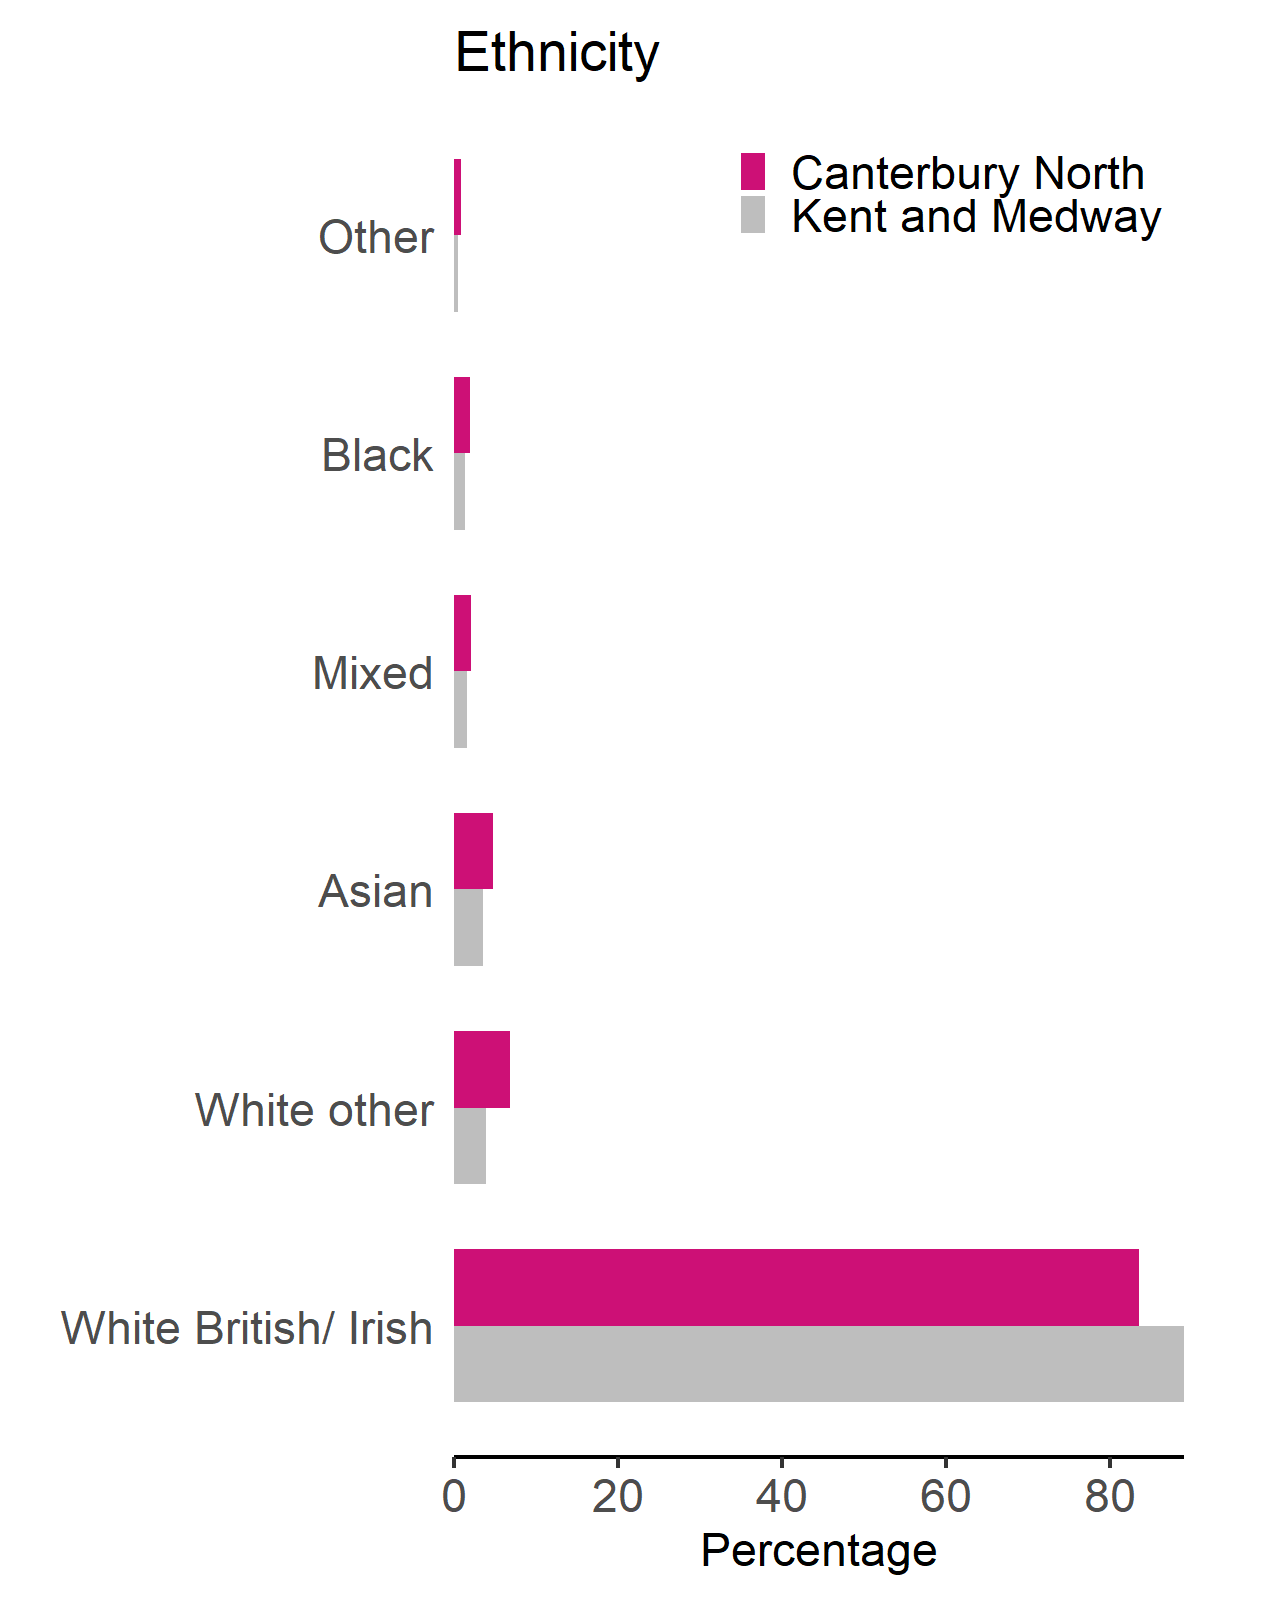 Ethnicity
Canterbury North
Kent and Medway
Other
Black
Mixed
Asian
White other
White British/ Irish
0 20 40 60 80
Percentage